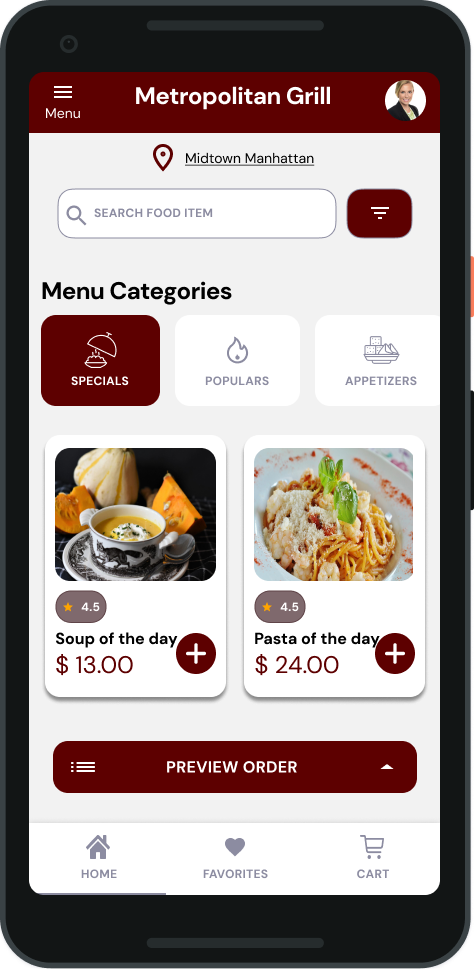 Metropolitan Grill
Menu
Midtown Manhattan
SEARCH FOOD ITEM
Menu Categories
SPECIALS
POPULARS
APPETIZERS
4.5
4.5
Soup of the day
Pasta of the day
$ 13.00
$ 24.00
PREVIEW ORDER
HOME
FAVORITES
CART